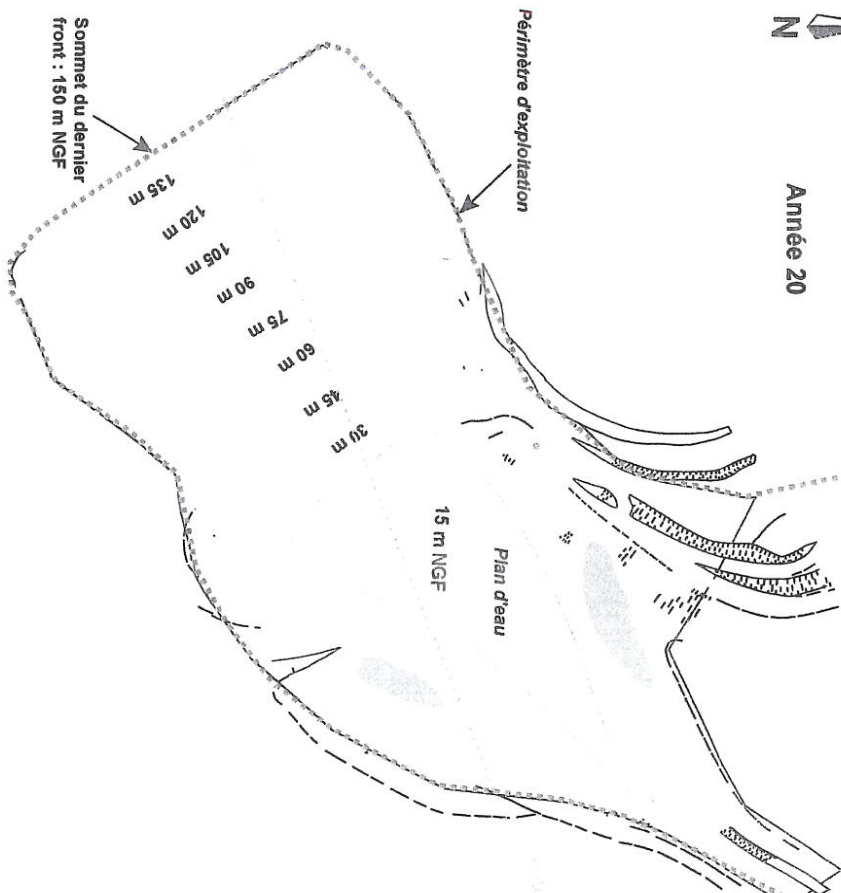 N
Année 20
Périmètre d'exploitation
Sommet du dernier
front : 150 m NGF
135 m
120 m
105 m
90 m
75 m
60 m
45 m
30 m
15 m NGF
Plan d'eau